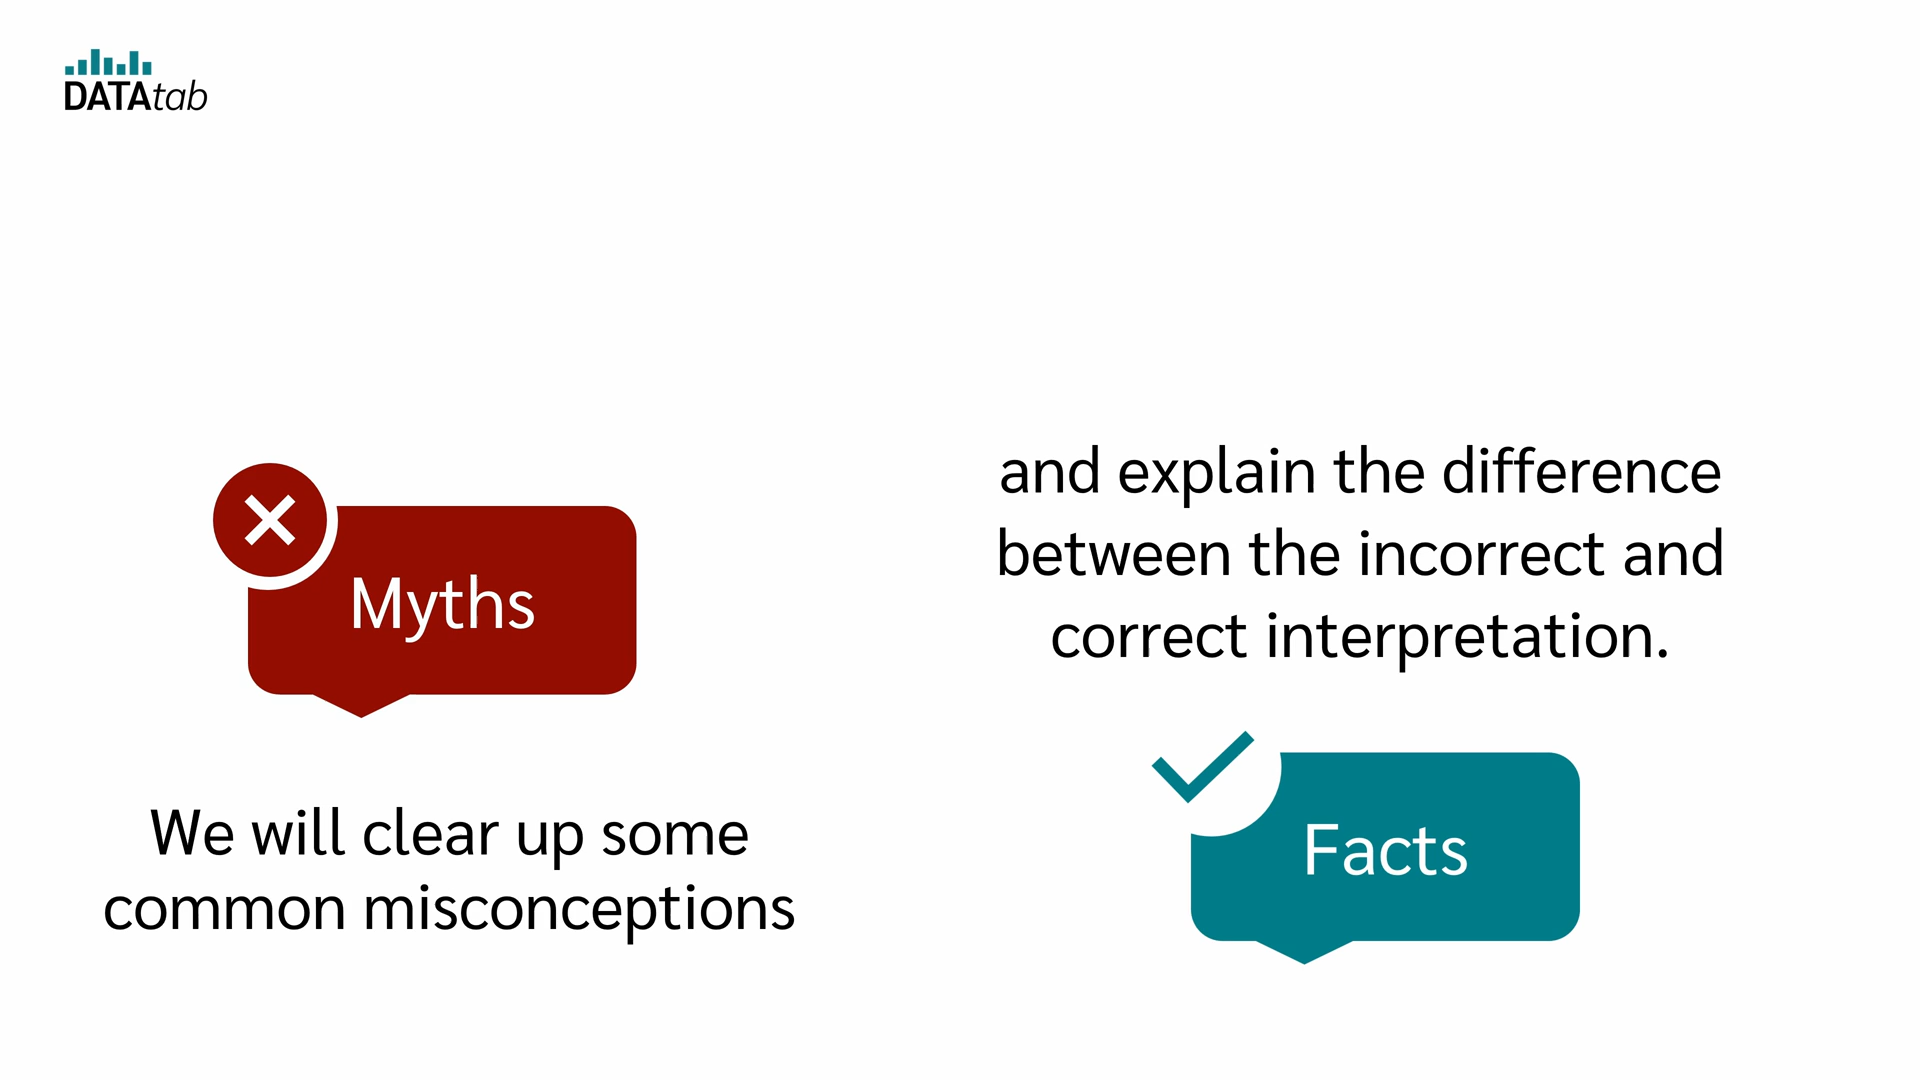 DATAtab
Myths
We will clear up some
common misconceptions
and explain the difference
between the incorrect and
correct interpretation.
Facts